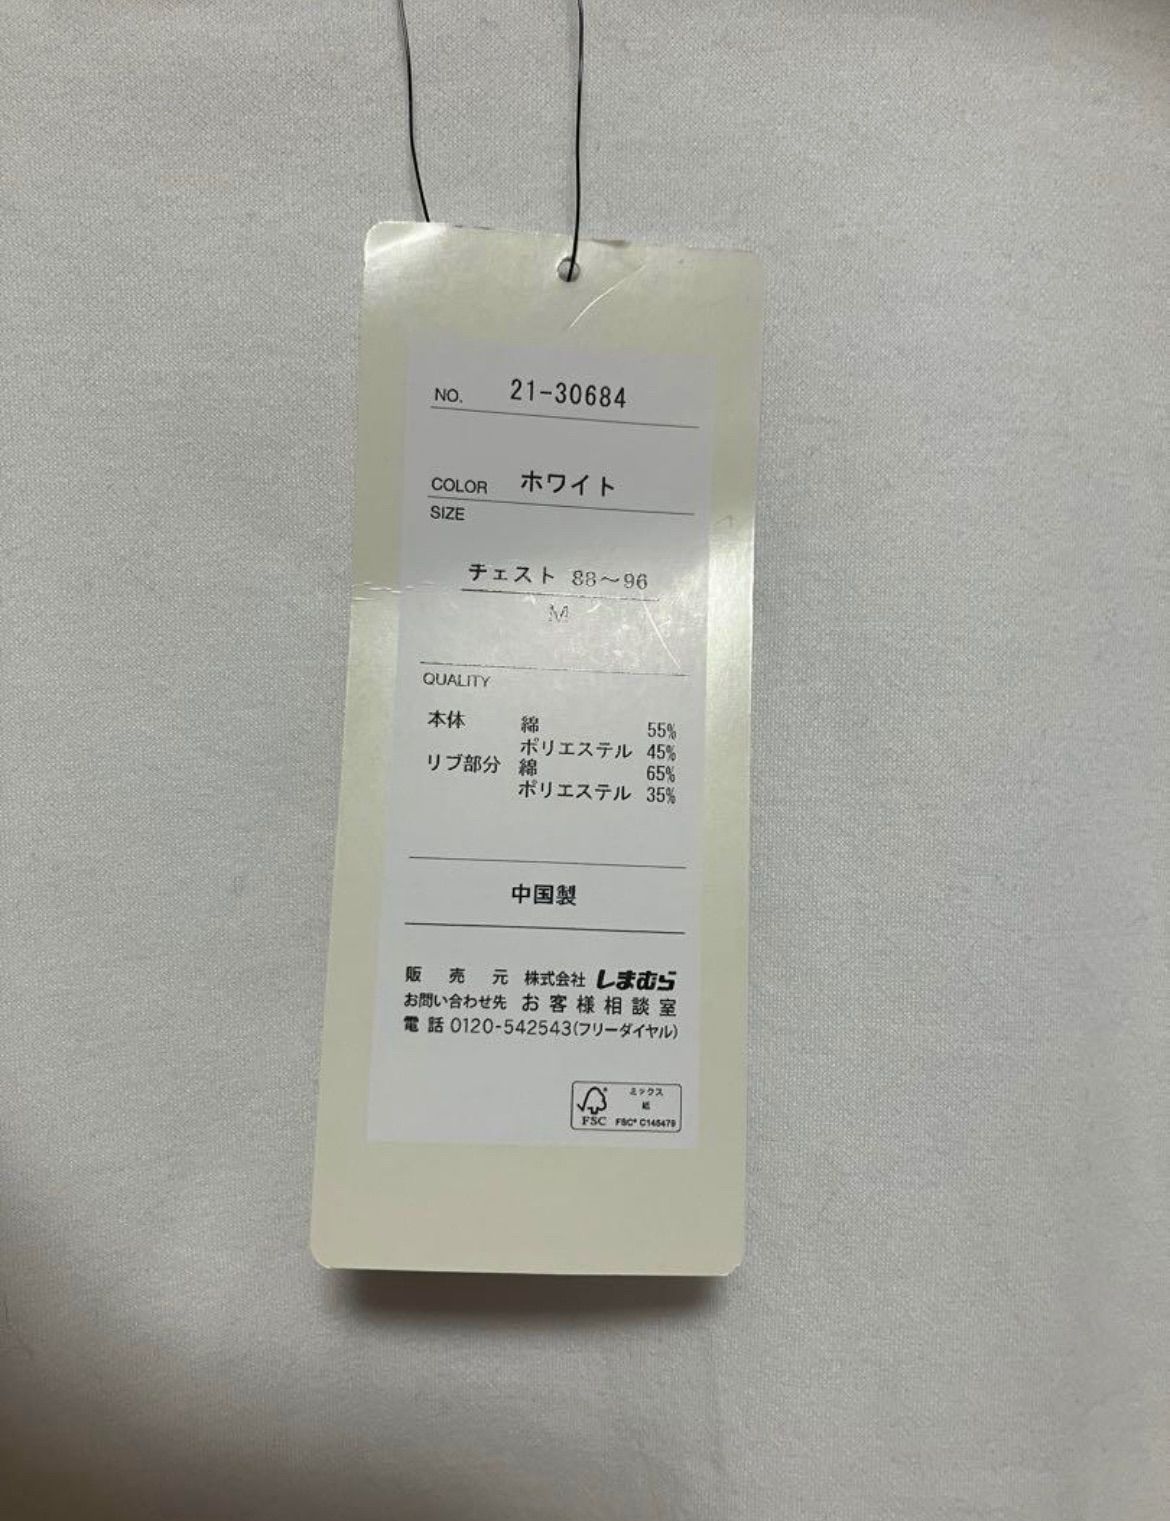 NO. 21-30684
COLOR ホワイト
SIZE
チェスト 88～96
M
QUALITY
本体 綿 55%
ポリエステル 45%
リブ部分 綿 65%
ポリエステル 35%
中国製
販売元 株式会社 しまむら
お問い合わせ先 お客様相談室
電話 0120-542543(フリーダイヤル)
ミックス
紙
FSC FSC® C145479